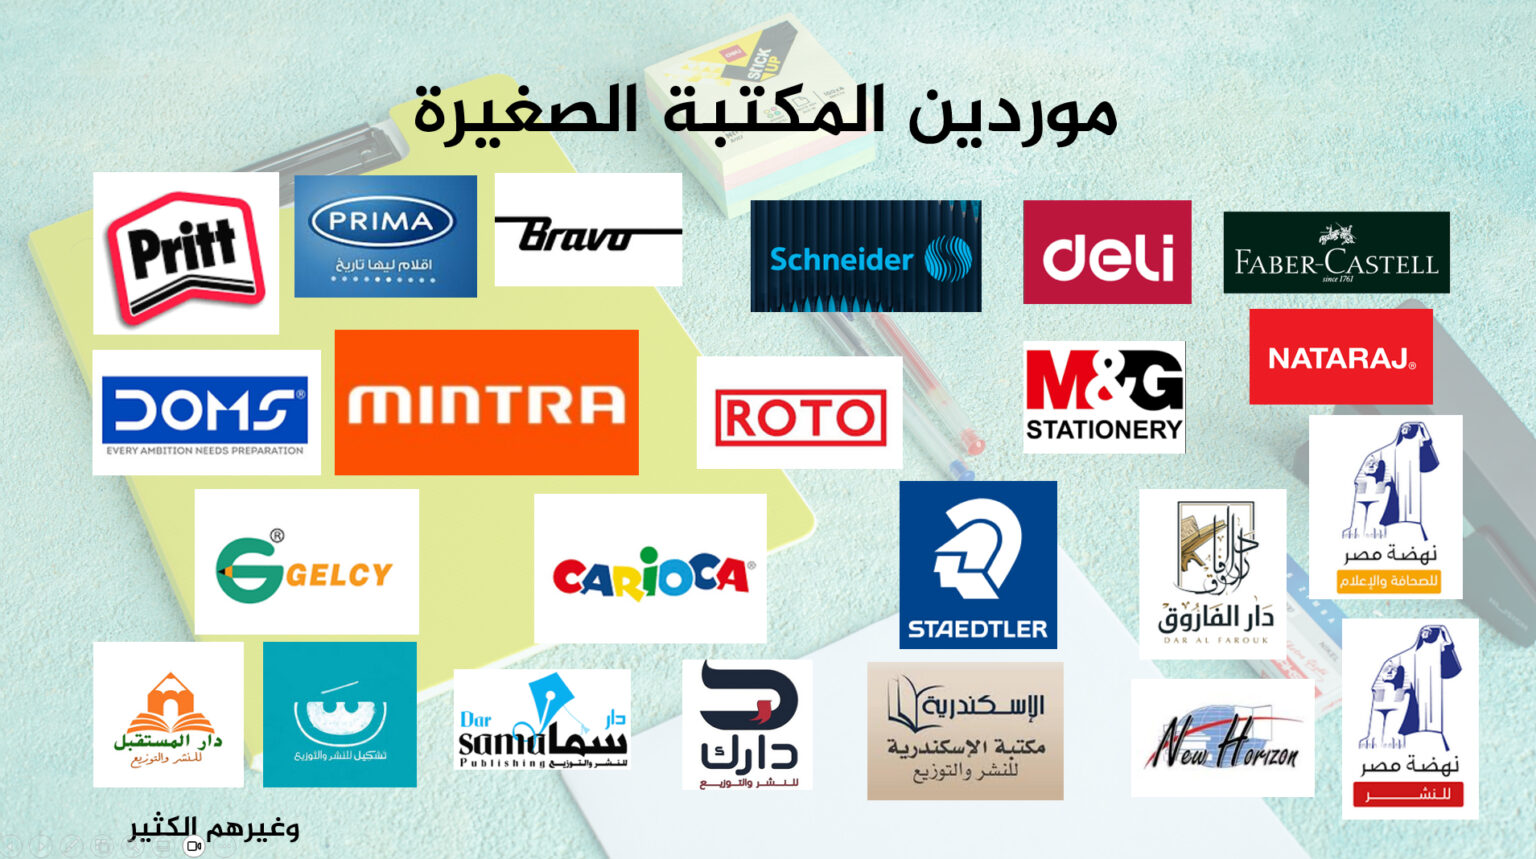 STICK UP
موردين المكتبة الصغيرة
Pritt
PRIMA
اقلام ليها تاريخ
Bravo
Schneider
deli
FABER-CASTELL
since 1761
DOMS®
EVERY AMBITION NEEDS PREPARATION
MINTRA
ROTO
M&G
STATIONERY
NATARAJ®
GELCY®
CARIOCA®
STAEDTLER
دار الفاروق
DAR AL FAROUK
نهضة مصر
للصحافة والإعلام
دار المستقبل
للنشر والتوزيع
تشكيل للنشر والتوزيع
Dar
دار
sama
سما
Publishing
للنشر والتوزيع
دارك
للنشر والتوزيع
الإسكندرية
مكتبة الإسكندرية
للنشر والتوزيع
New Horizon
نهضة مصر
للنشر
وغيرهم الكثير